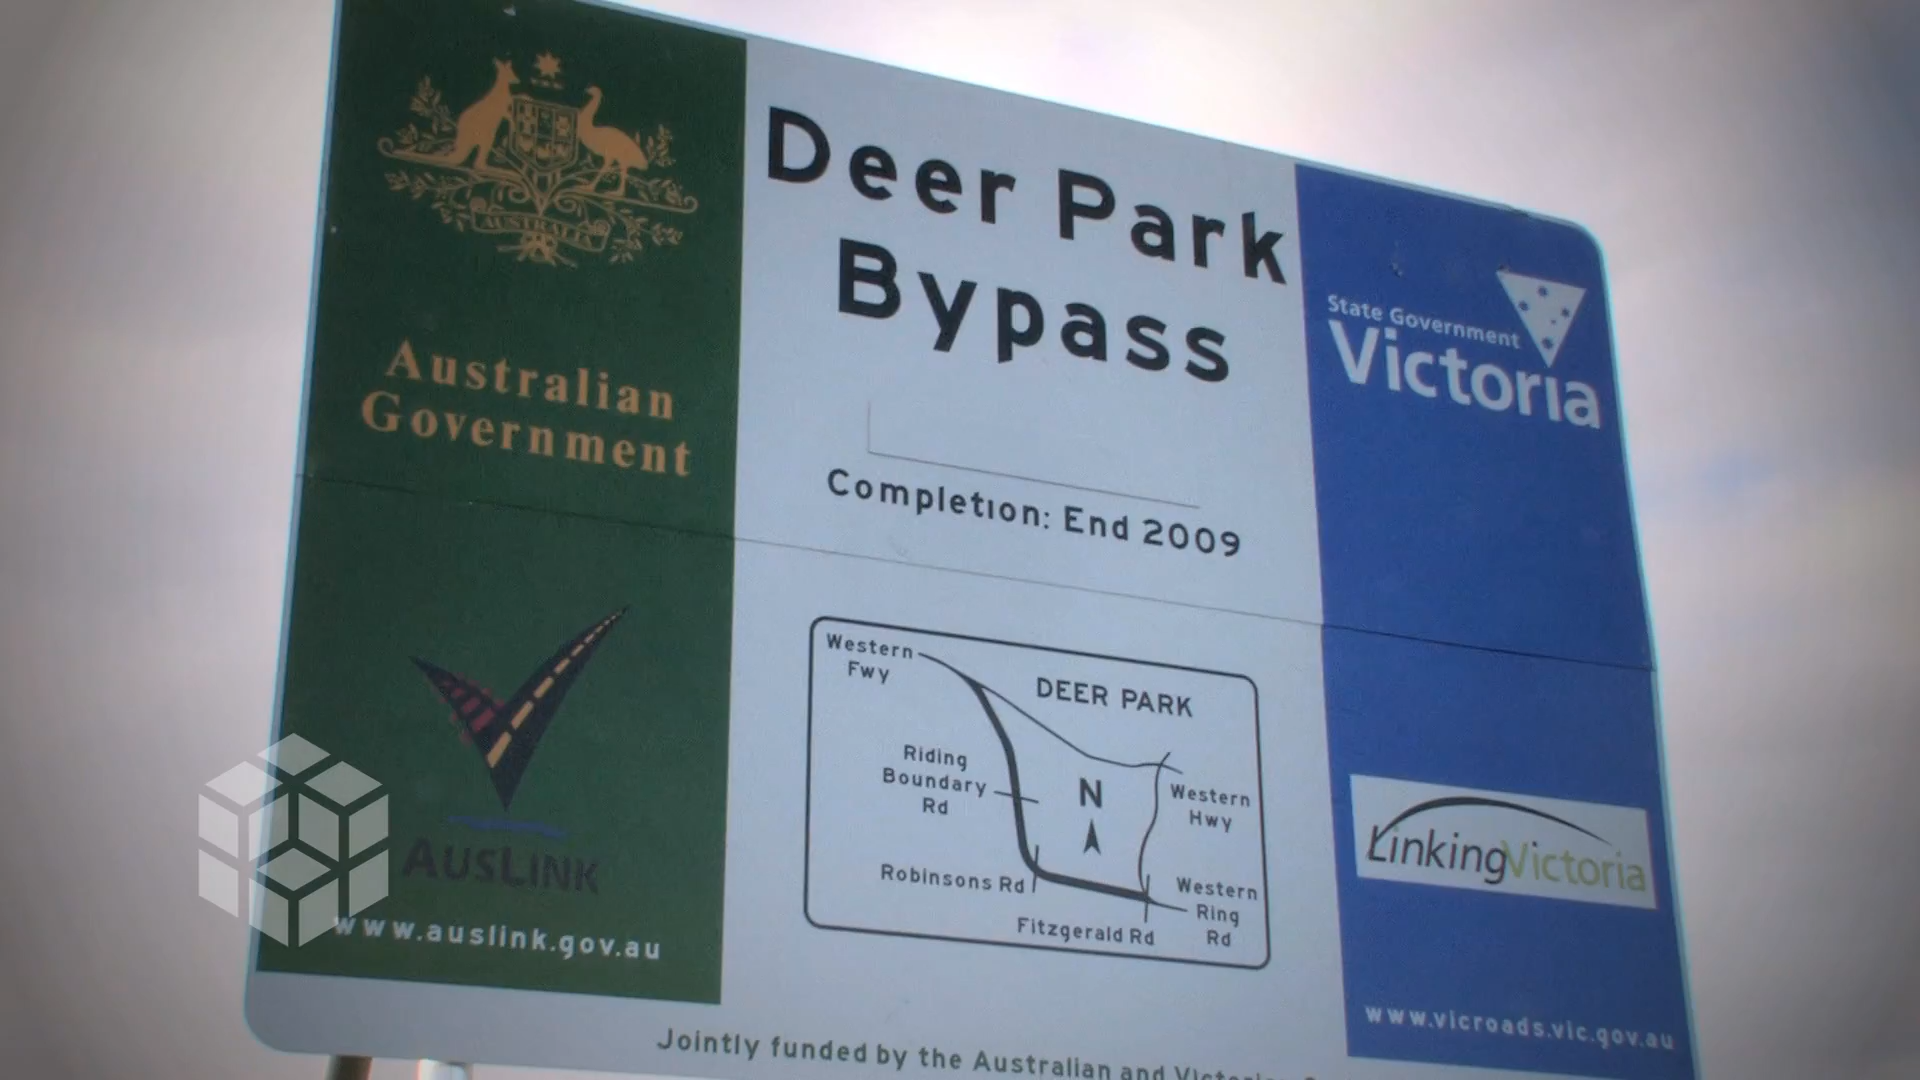 AUSTRALIA
Australian
Government
AUSLINK
www.auslink.gov.au
Deer Park
Bypass
Completion: End 2009
Western
Fwy
DEER PARK
Riding
Boundary
Rd
N
Western
Hwy
Robinsons Rd
Fitzgerald Rd
Western
Ring
Rd
State Government
Victoria
LinkingVictoria
www.vicroads.vic.gov.au
Jointly funded by the Australian and